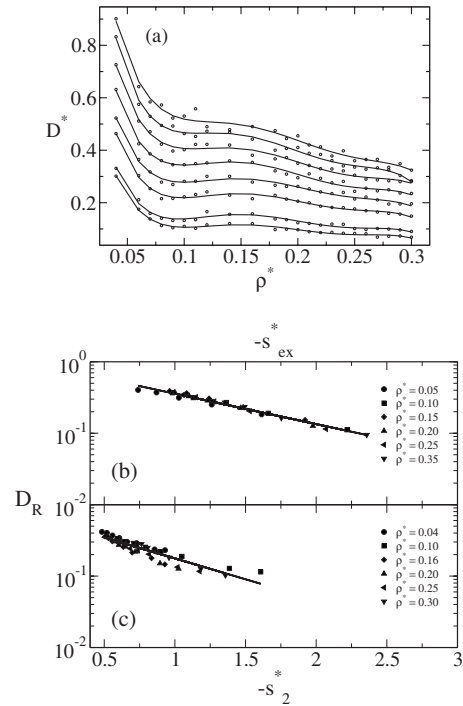 (a)
0.8
0.6
D*
0.4
0.2
0.05 0.1 0.15 0.2 0.25 0.3
ρ*
-s*ex
10^0
ρ* = 0.05
ρ* = 0.10
ρ* = 0.15
ρ* = 0.20
ρ* = 0.25
ρ* = 0.35
10^-1
(b)
D_R
10^-2
ρ* = 0.04
ρ* = 0.10
ρ* = 0.16
ρ* = 0.20
ρ* = 0.25
ρ* = 0.30
10^-1
(c)
10^-2
0.5 1 1.5 2 2.5 3
-s*2